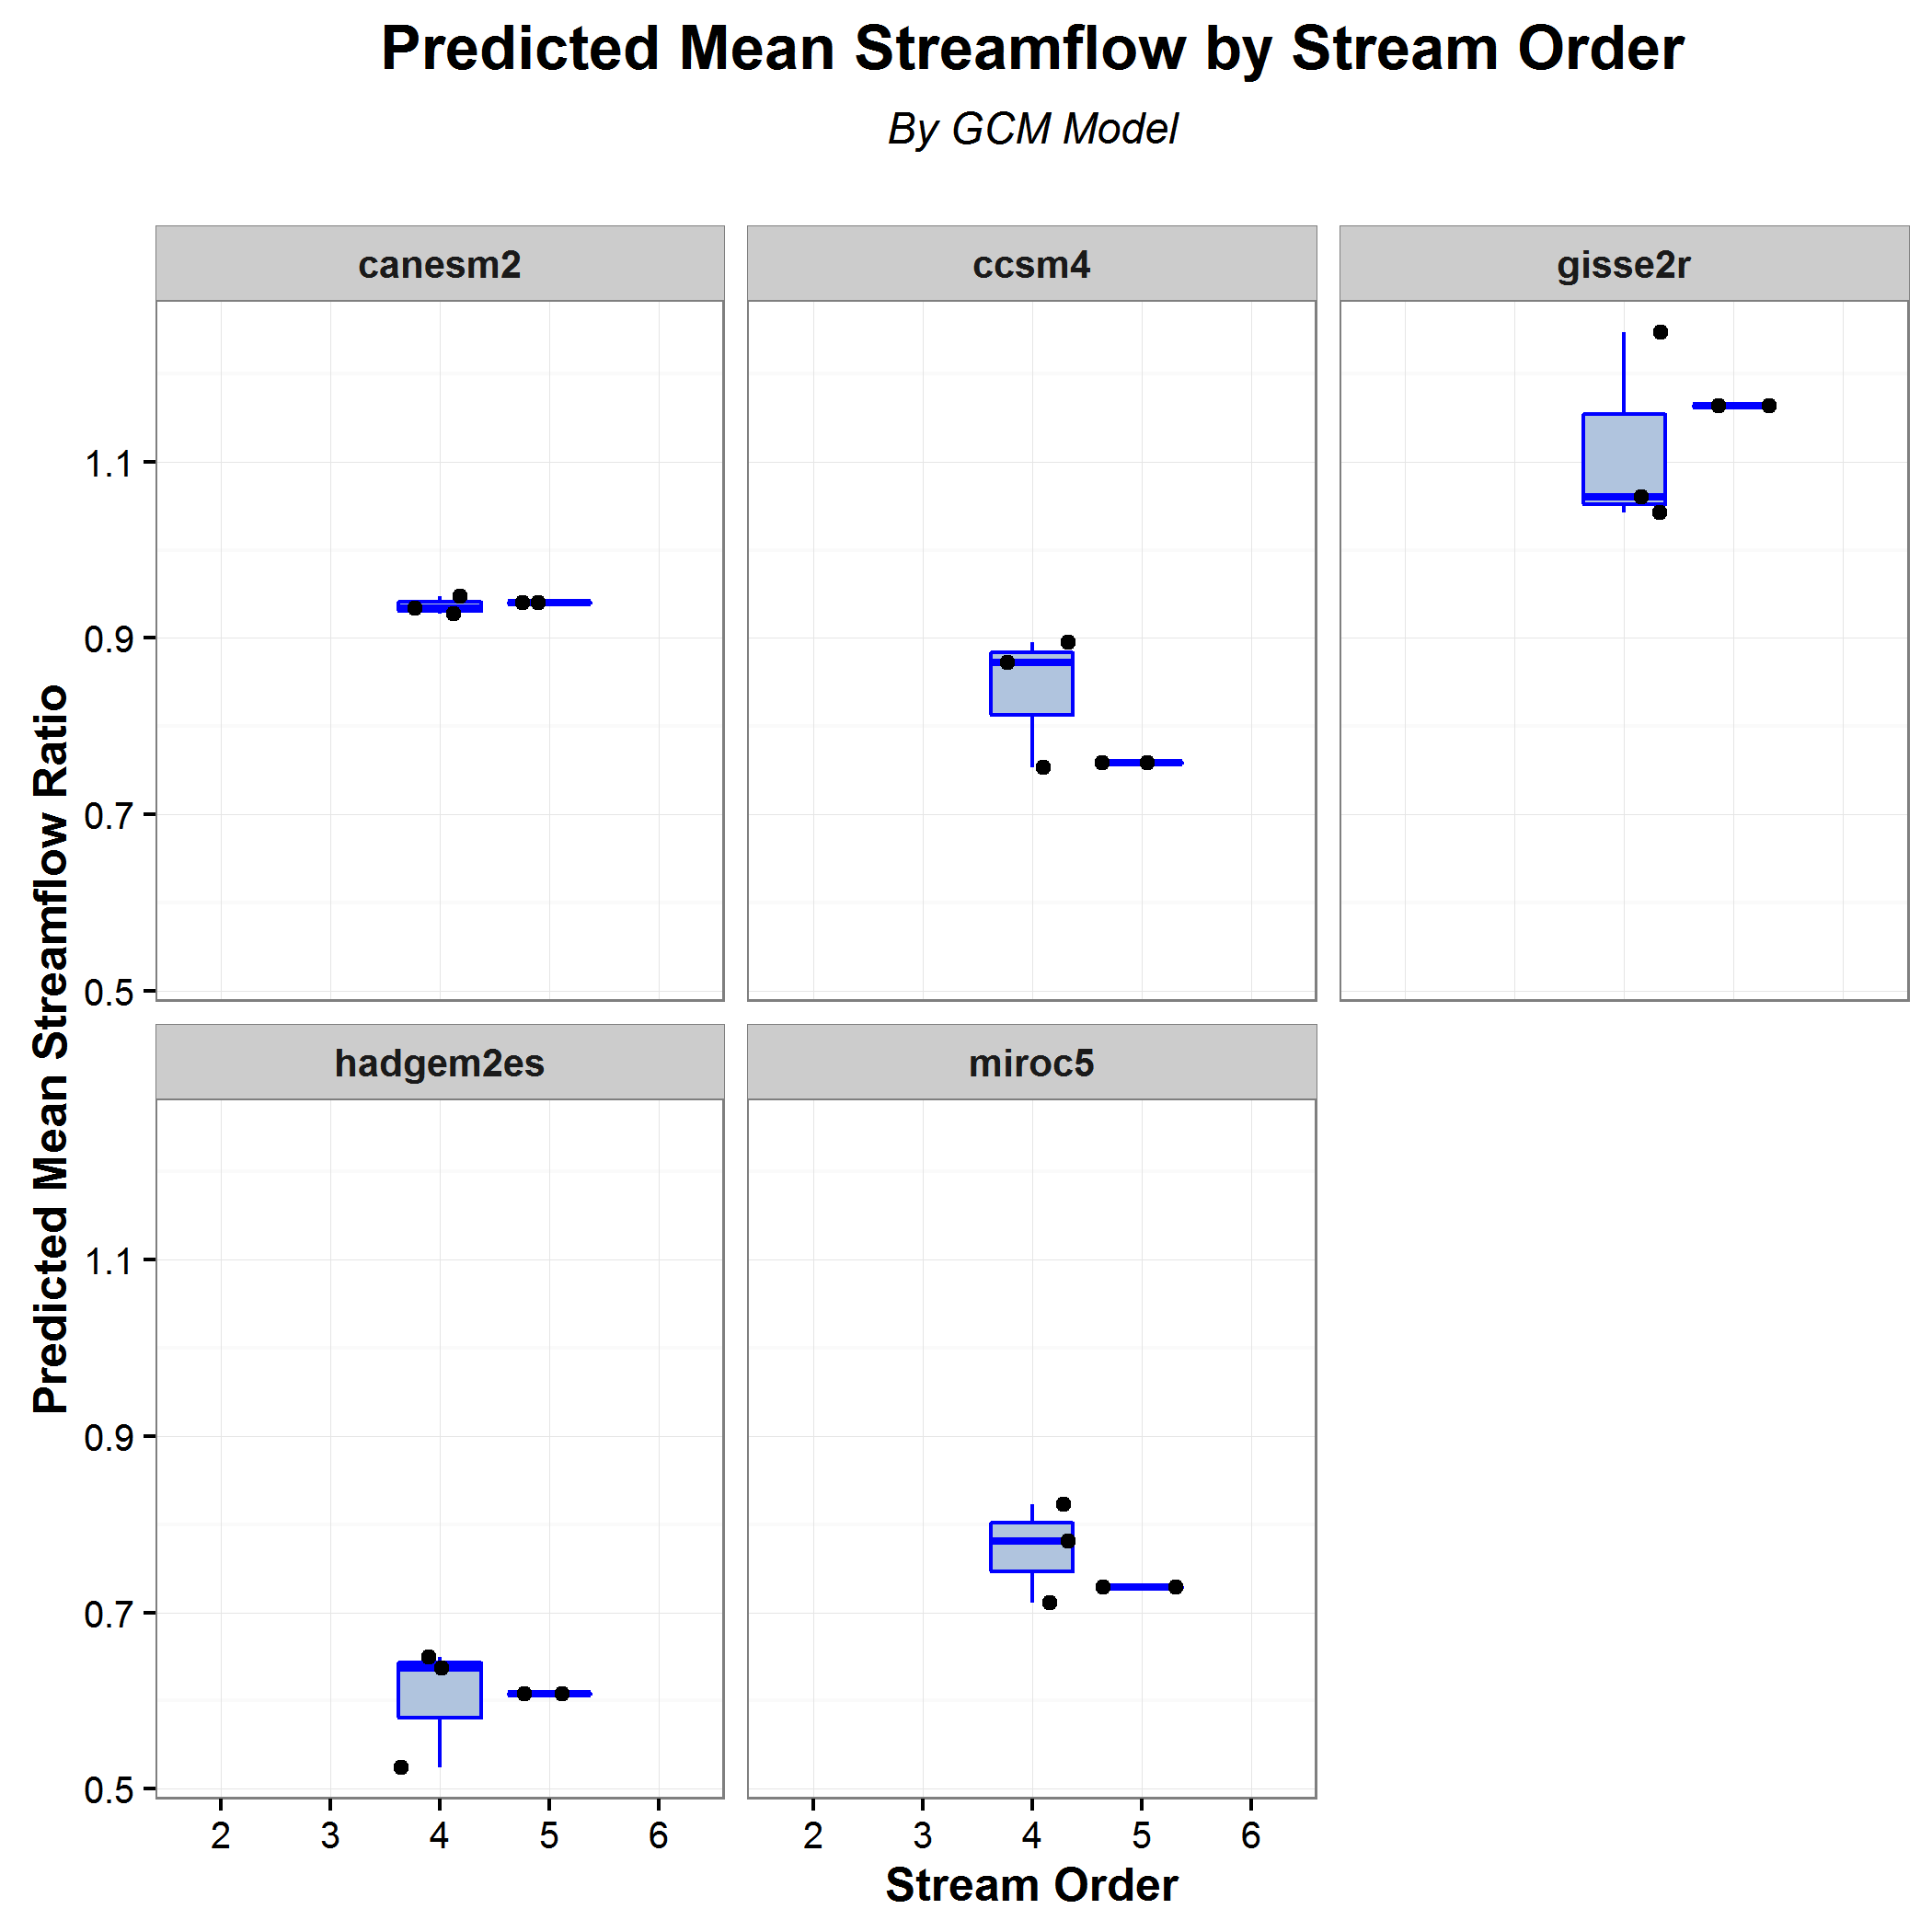 Predicted Mean Streamflow by Stream Order
By GCM Model
canesm2
ccsm4
gisse2r
1.1
0.9
0.7
0.5
hadgem2es
miroc5
1.1
0.9
0.7
0.5
2 3 4 5 6
2 3 4 5 6
Stream Order
Predicted Mean Streamflow Ratio